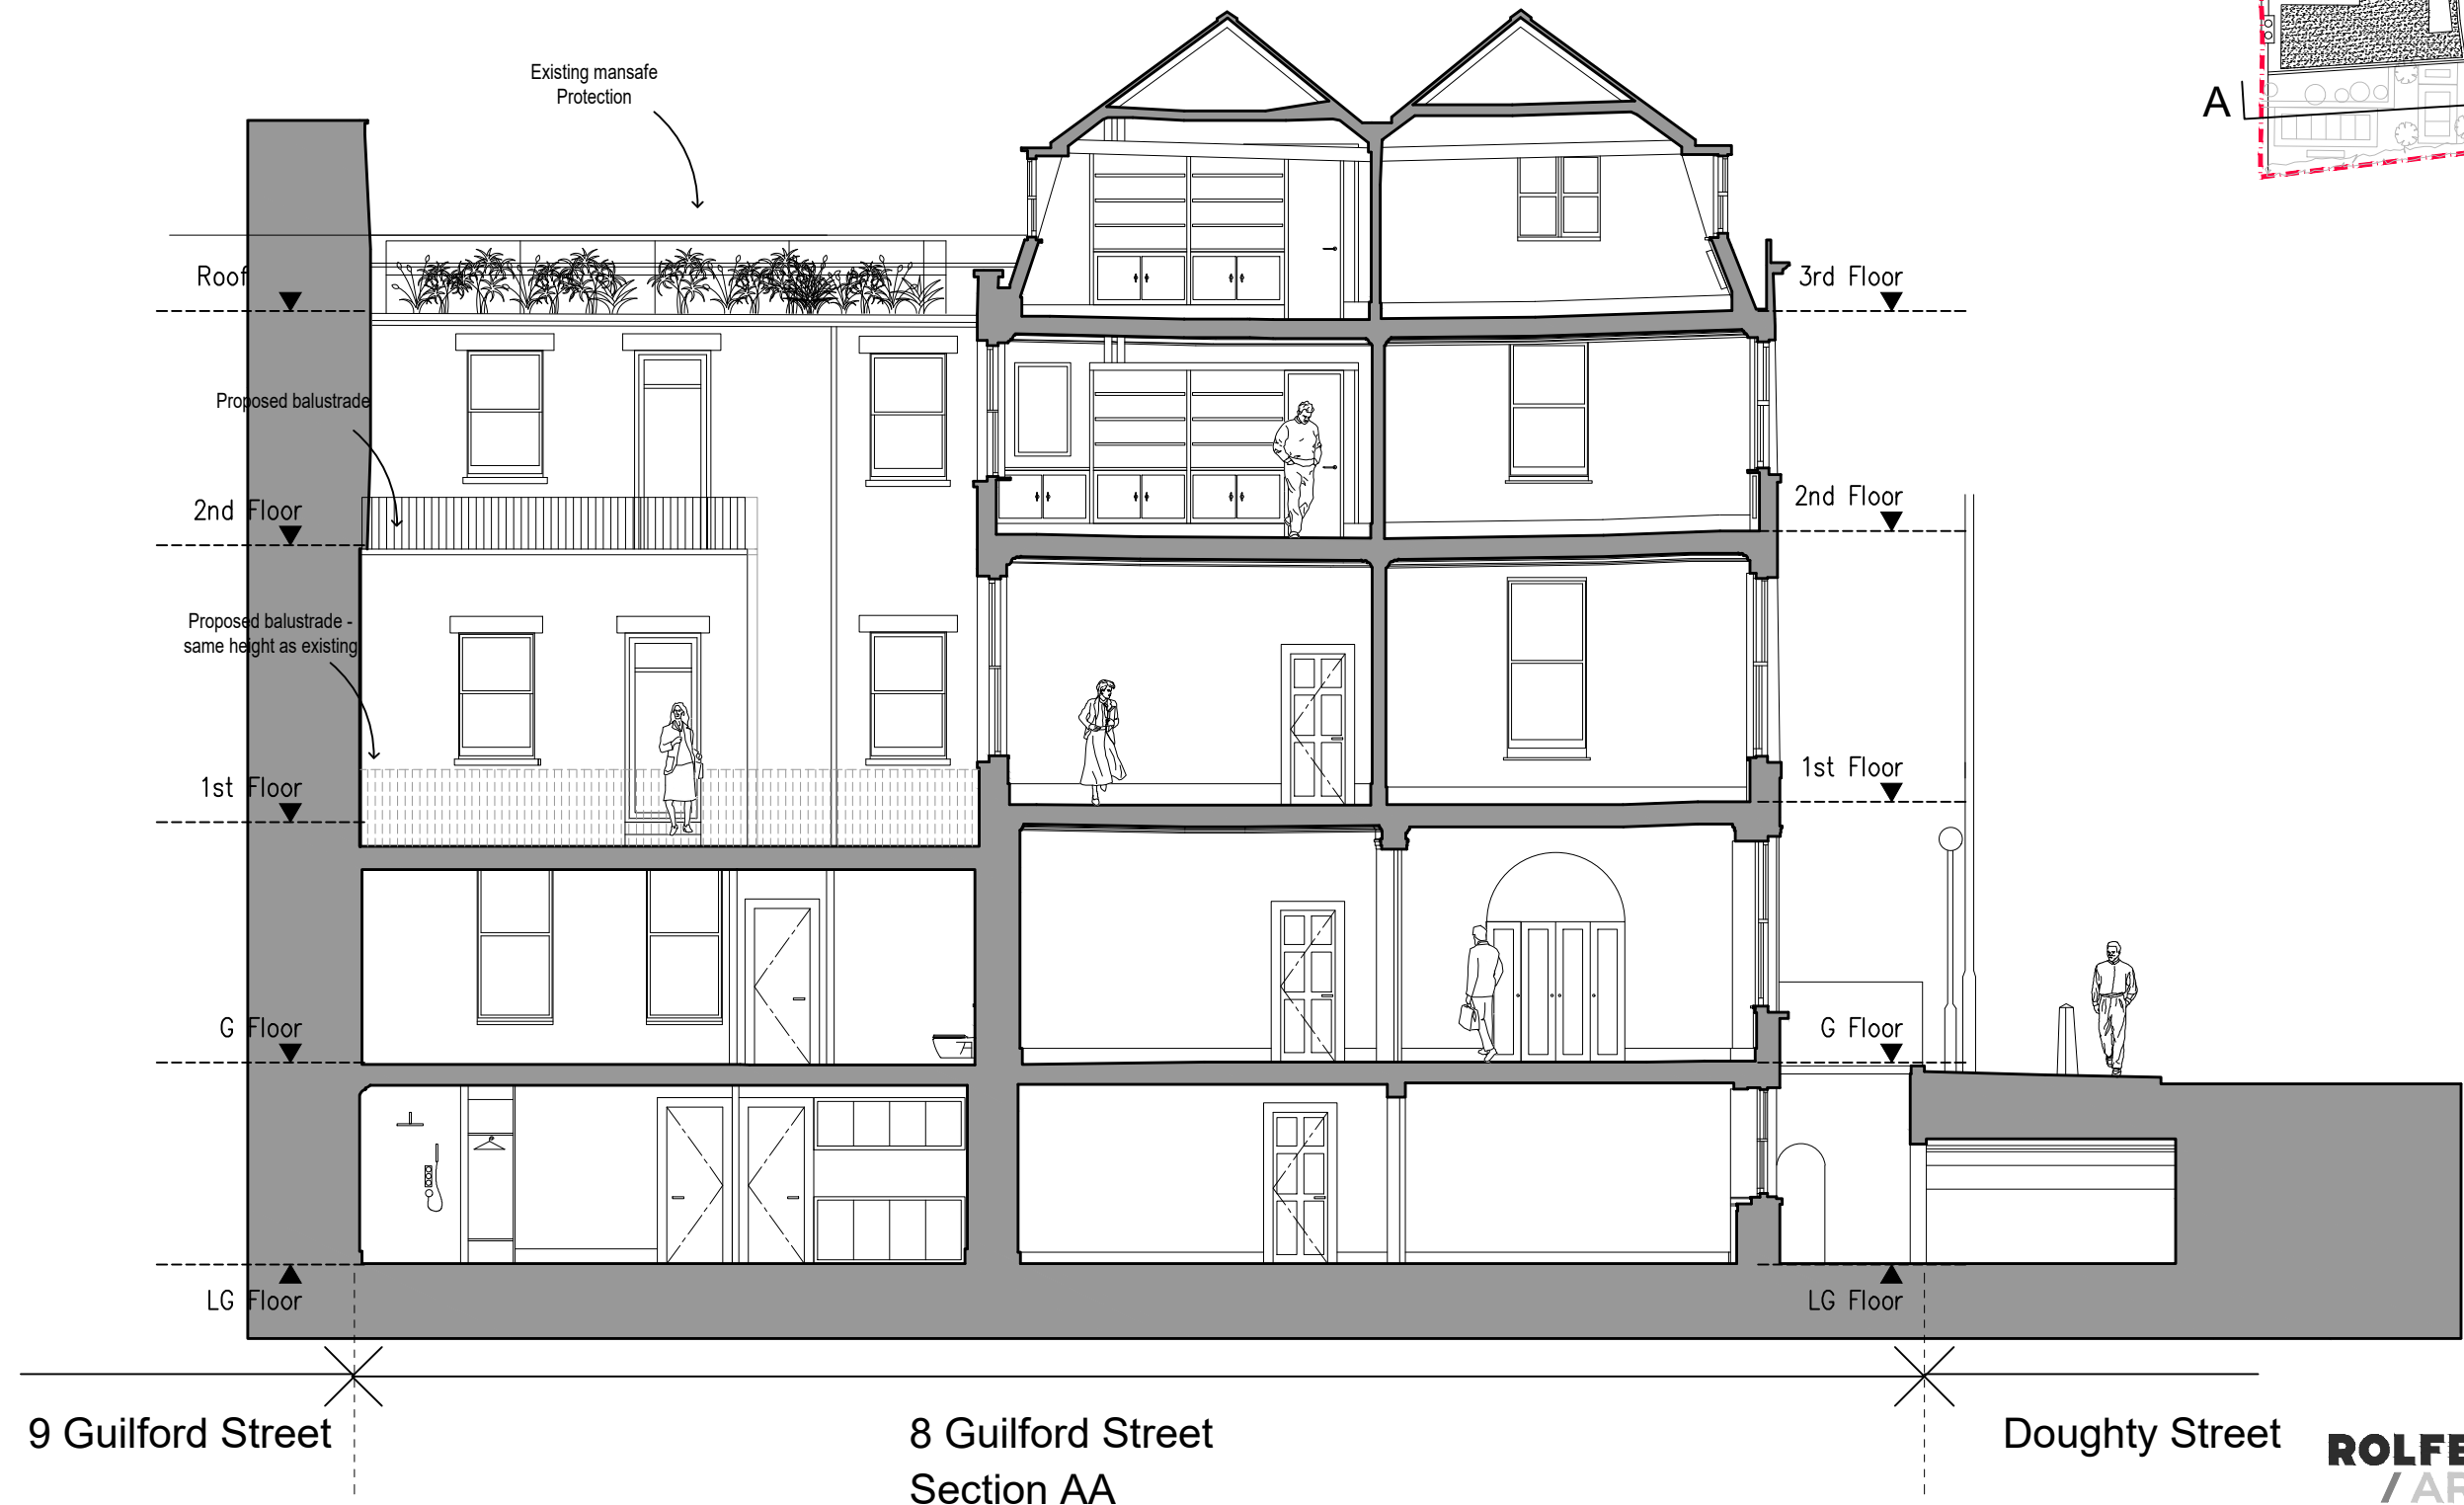 Existing mansafe
Protection
A
Roof
3rd Floor
Proposed balustrade
2nd Floor
2nd Floor
Proposed balustrade -
same height as existing
1st Floor
1st Floor
G Floor
G Floor
LG Floor
LG Floor
9 Guilford Street
8 Guilford Street
Section AA
Doughty Street